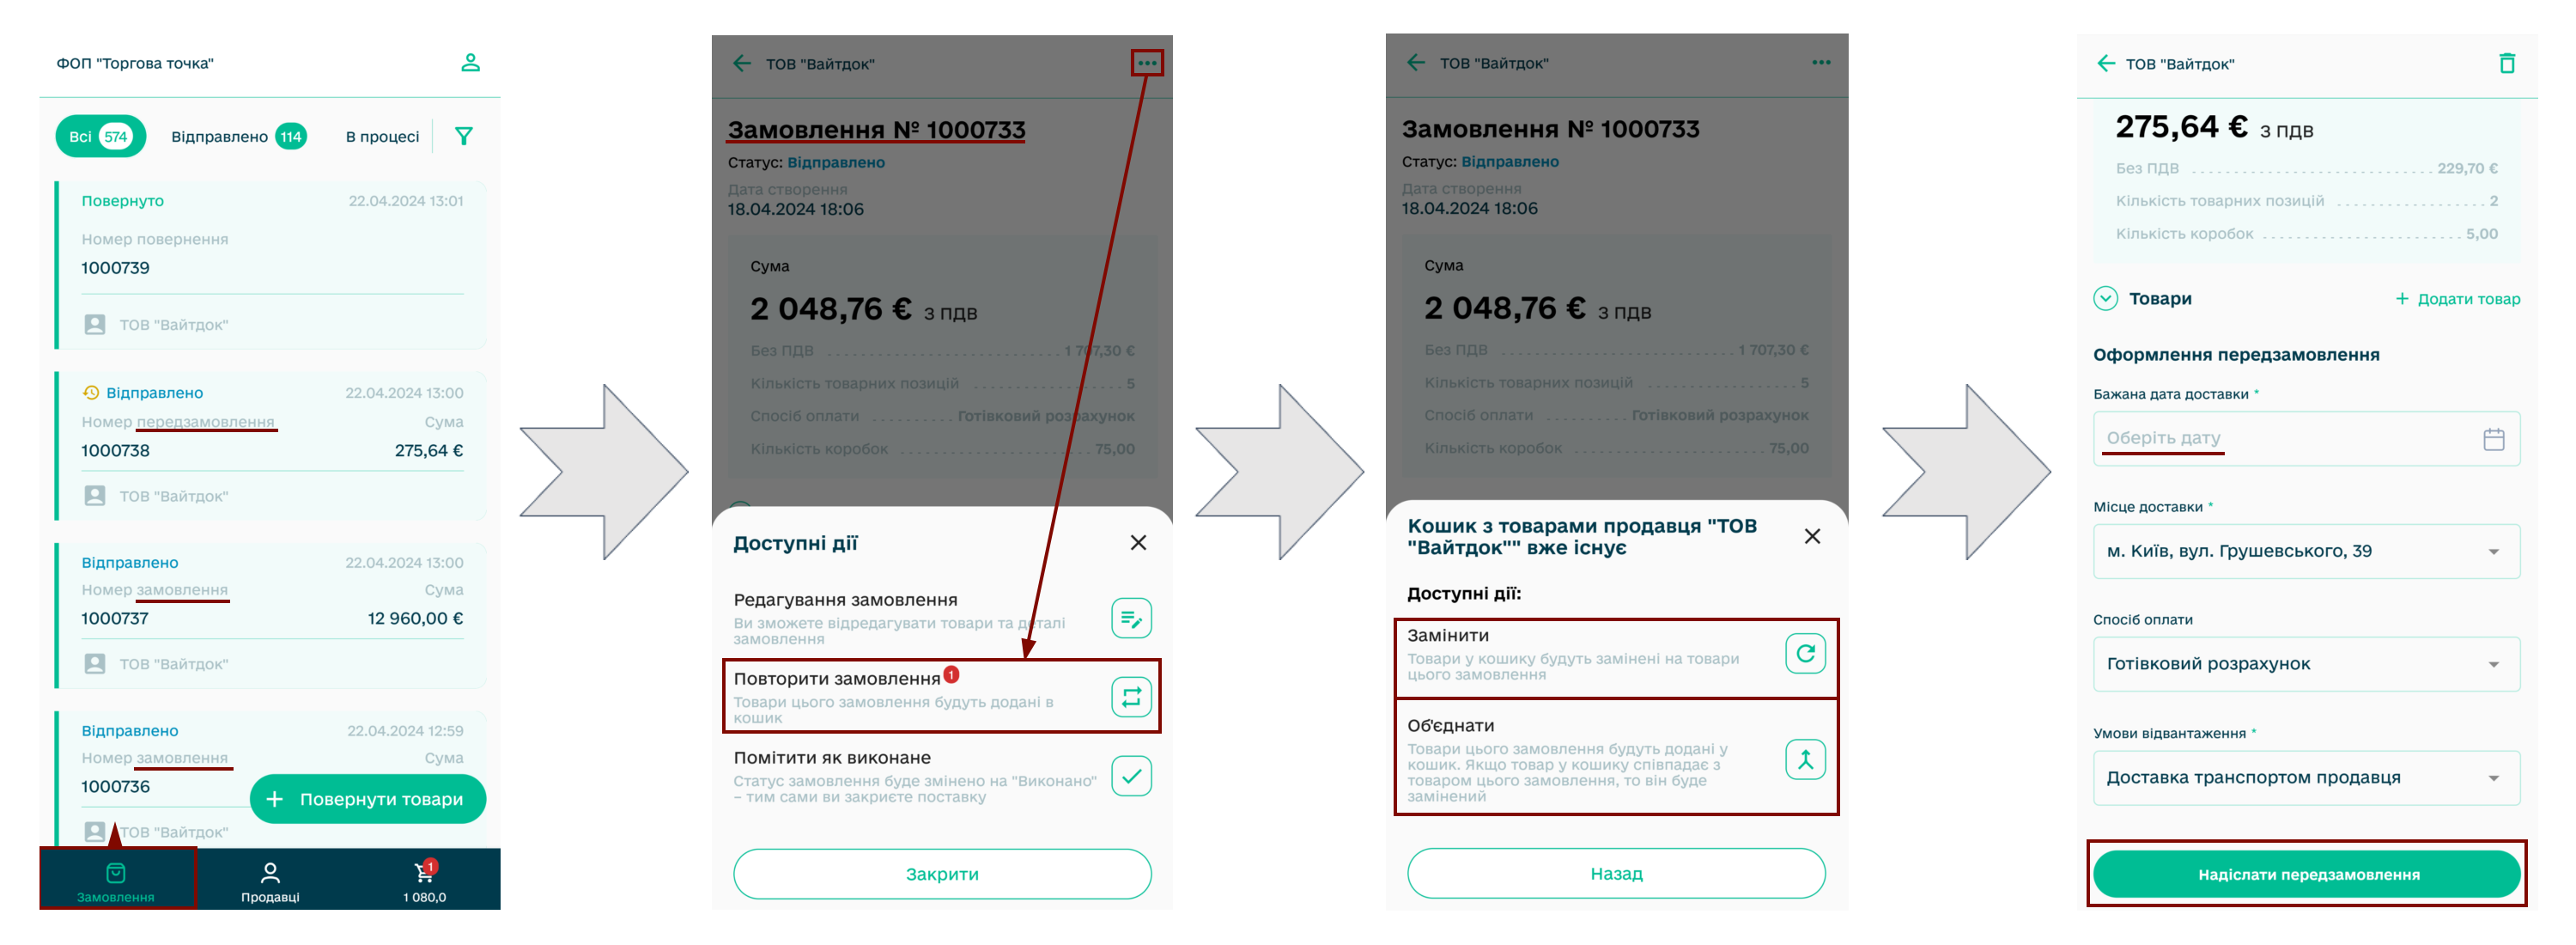 ФОП "Торгова точка"
Всі 574 Відправлено 114 В процесі
Повернуто 22.04.2024 13:01
Номер повернення
1000739
ТОВ "Вайтдок"
Відправлено 22.04.2024 13:00
Номер передзамовлення Сума
1000738 275,64 €
ТОВ "Вайтдок"
Відправлено 22.04.2024 13:00
Номер замовлення Сума
1000737 12 960,00 €
ТОВ "Вайтдок"
Відправлено 22.04.2024 12:59
Номер замовлення Сума
1000736
+ Повернути товари
ТОВ "Вайтдок"
1
Замовлення Продавці 1 080,0
ТОВ "Вайтдок"
Замовлення № 1000733
Статус: Відправлено
Дата створення
18.04.2024 18:06
Сума
2 048,76 € з ПДВ
Без ПДВ 1 707,30 €
Кількість товарних позицій 5
Спосіб оплати Готівковий розрахунок
Кількість коробок 75,00
Доступні дії
Редагування замовлення
Ви зможете відредагувати товари та деталі
замовлення
Повторити замовлення 1
Товари цього замовлення будуть додані в
кошик
Помітити як виконане
Статус замовлення буде змінено на "Виконано"
– тим сами ви закриєте поставку
Закрити
ТОВ "Вайтдок"
Замовлення № 1000733
Статус: Відправлено
Дата створення
18.04.2024 18:06
Сума
2 048,76 € з ПДВ
Без ПДВ 1 707,30 €
Кількість товарних позицій 5
Спосіб оплати Готівковий розрахунок
Кількість коробок 75,00
Кошик з товарами продавця "ТОВ
"Вайтдок"" вже існує
Доступні дії:
Замінити
Товари у кошику будуть замінені на товари
цього замовлення
Об'єднати
Товари цього замовлення будуть додані у
кошик. Якщо товар у кошику співпадає з
товаром цього замовлення, то він буде
замінений
Назад
ТОВ "Вайтдок"
275,64 € з ПДВ
Без ПДВ 229,70 €
Кількість товарних позицій 2
Кількість коробок 5,00
Товари + Додати товар
Оформлення передзамовлення
Бажана дата доставки *
Оберіть дату
Місце доставки *
м. Київ, вул. Грушевського, 39
Спосіб оплати
Готівковий розрахунок
Умови відвантаження *
Доставка транспортом продавця
Надіслати передзамовлення